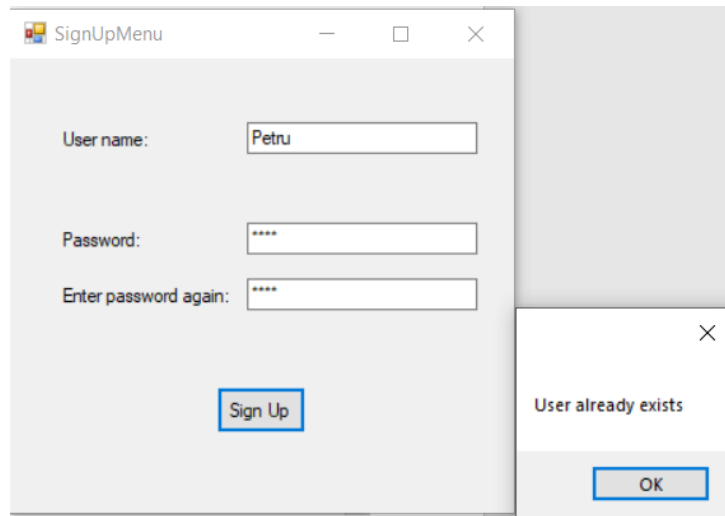 SignUpMenu
User name: Petru
Password: ****
Enter password again: ****
Sign Up
User already exists
OK